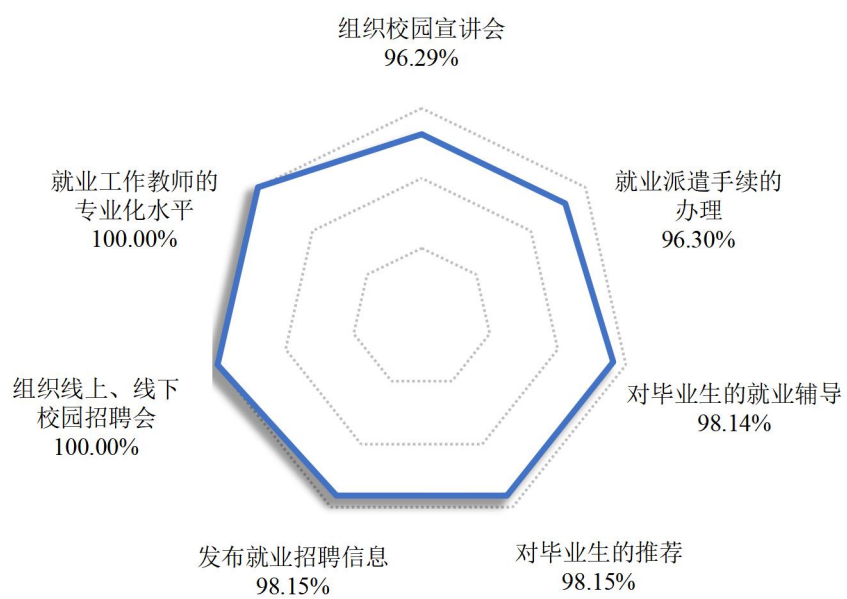 组织校园宣讲会
96.29%
就业派遣手续的
办理
96.30%
对毕业生的就业辅导
98.14%
对毕业生的推荐
98.15%
发布就业招聘信息
98.15%
组织线上、线下
校园招聘会
100.00%
就业工作教师的
专业化水平
100.00%